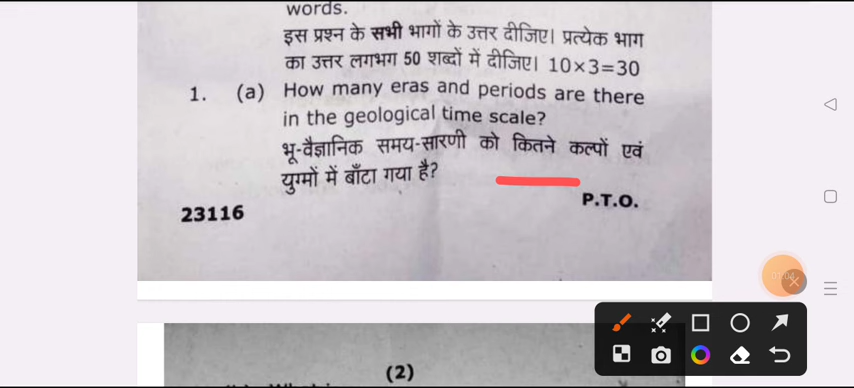 words.
इस प्रश्न के सभी भागों के उत्तर दीजिए। प्रत्येक भाग
का उत्तर लगभग 50 शब्दों में दीजिए। 10×3=30
1. (a) How many eras and periods are there
in the geological time scale?
भू-वैज्ञानिक समय-सारणी को कितने कल्पों एवं
युग्मों में बाँटा गया है?
23116
P.T.O.
(2)